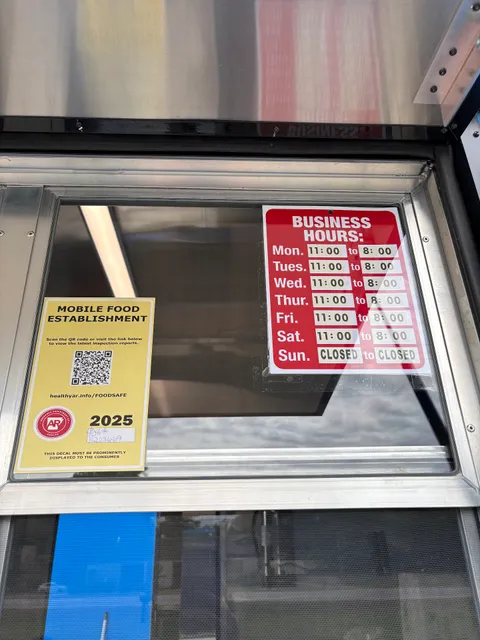 BUSINESS
HOURS:
Mon. 11:00 to 8:00
Tues. 11:00 to 8:00
Wed. 11:00 to 8:00
Thur. 11:00 to 8:00
Fri. 11:00 to 8:00
Sat. 11:00 to 8:00
Sun. CLOSED to CLOSED
MOBILE FOOD
ESTABLISHMENT
Scan the QR code or visit the link below
to view the latest inspection reports.
healthyar.info/FOODSAFE
AR
2025
THIS DECAL MUST BE PROMINENTLY
DISPLAYED TO THE CONSUMER